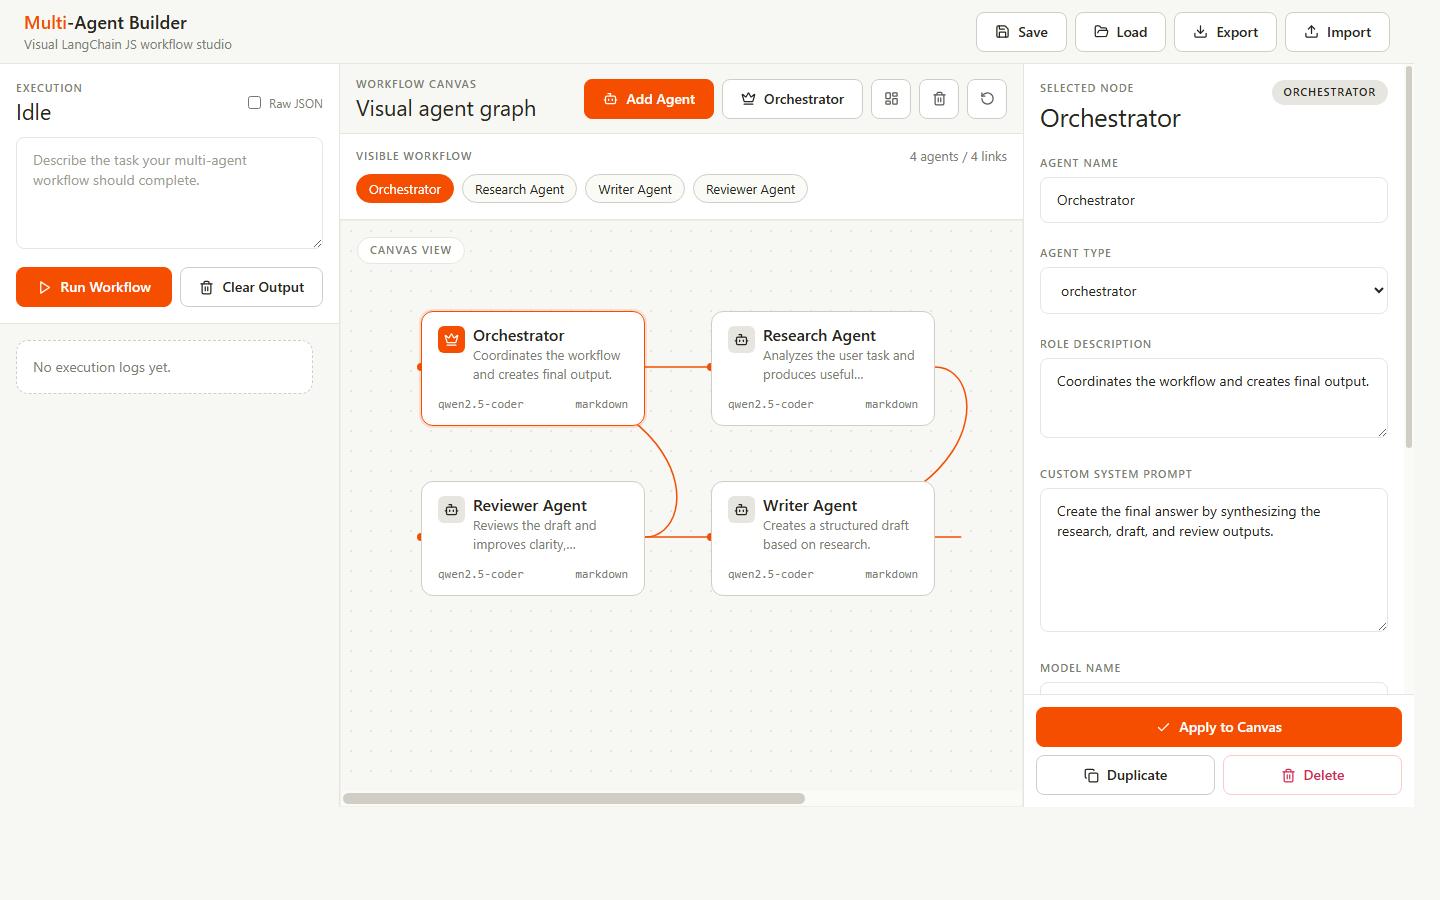 Multi-Agent Builder
Visual LangChain JS workflow studio
Save
Load
Export
Import
EXECUTION
Idle
Raw JSON
Describe the task your multi-agent
workflow should complete.
Run Workflow
Clear Output
No execution logs yet.
WORKFLOW CANVAS
Visual agent graph
Add Agent
Orchestrator
VISIBLE WORKFLOW
4 agents / 4 links
Orchestrator
Research Agent
Writer Agent
Reviewer Agent
CANVAS VIEW
Orchestrator
Coordinates the workflow
and creates final output.
qwen2.5-coder
markdown
Research Agent
Analyzes the user task and
produces useful...
qwen2.5-coder
markdown
Reviewer Agent
Reviews the draft and
improves clarity,...
qwen2.5-coder
markdown
Writer Agent
Creates a structured draft
based on research.
qwen2.5-coder
markdown
SELECTED NODE
ORCHESTRATOR
Orchestrator
AGENT NAME
Orchestrator
AGENT TYPE
orchestrator
ROLE DESCRIPTION
Coordinates the workflow and creates final output.
CUSTOM SYSTEM PROMPT
Create the final answer by synthesizing the
research, draft, and review outputs.
MODEL NAME
Apply to Canvas
Duplicate
Delete